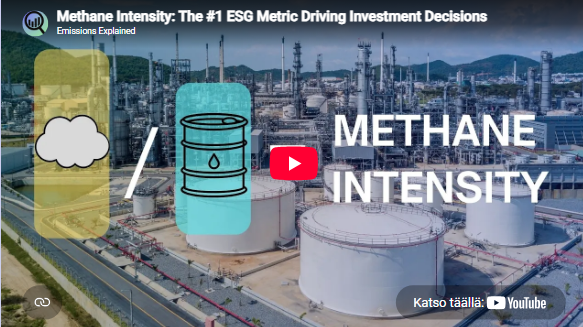 Methane Intensity: The #1 ESG Metric Driving Investment Decisions
Emissions Explained
METHANE
INTENSITY
Katso täällä: YouTube